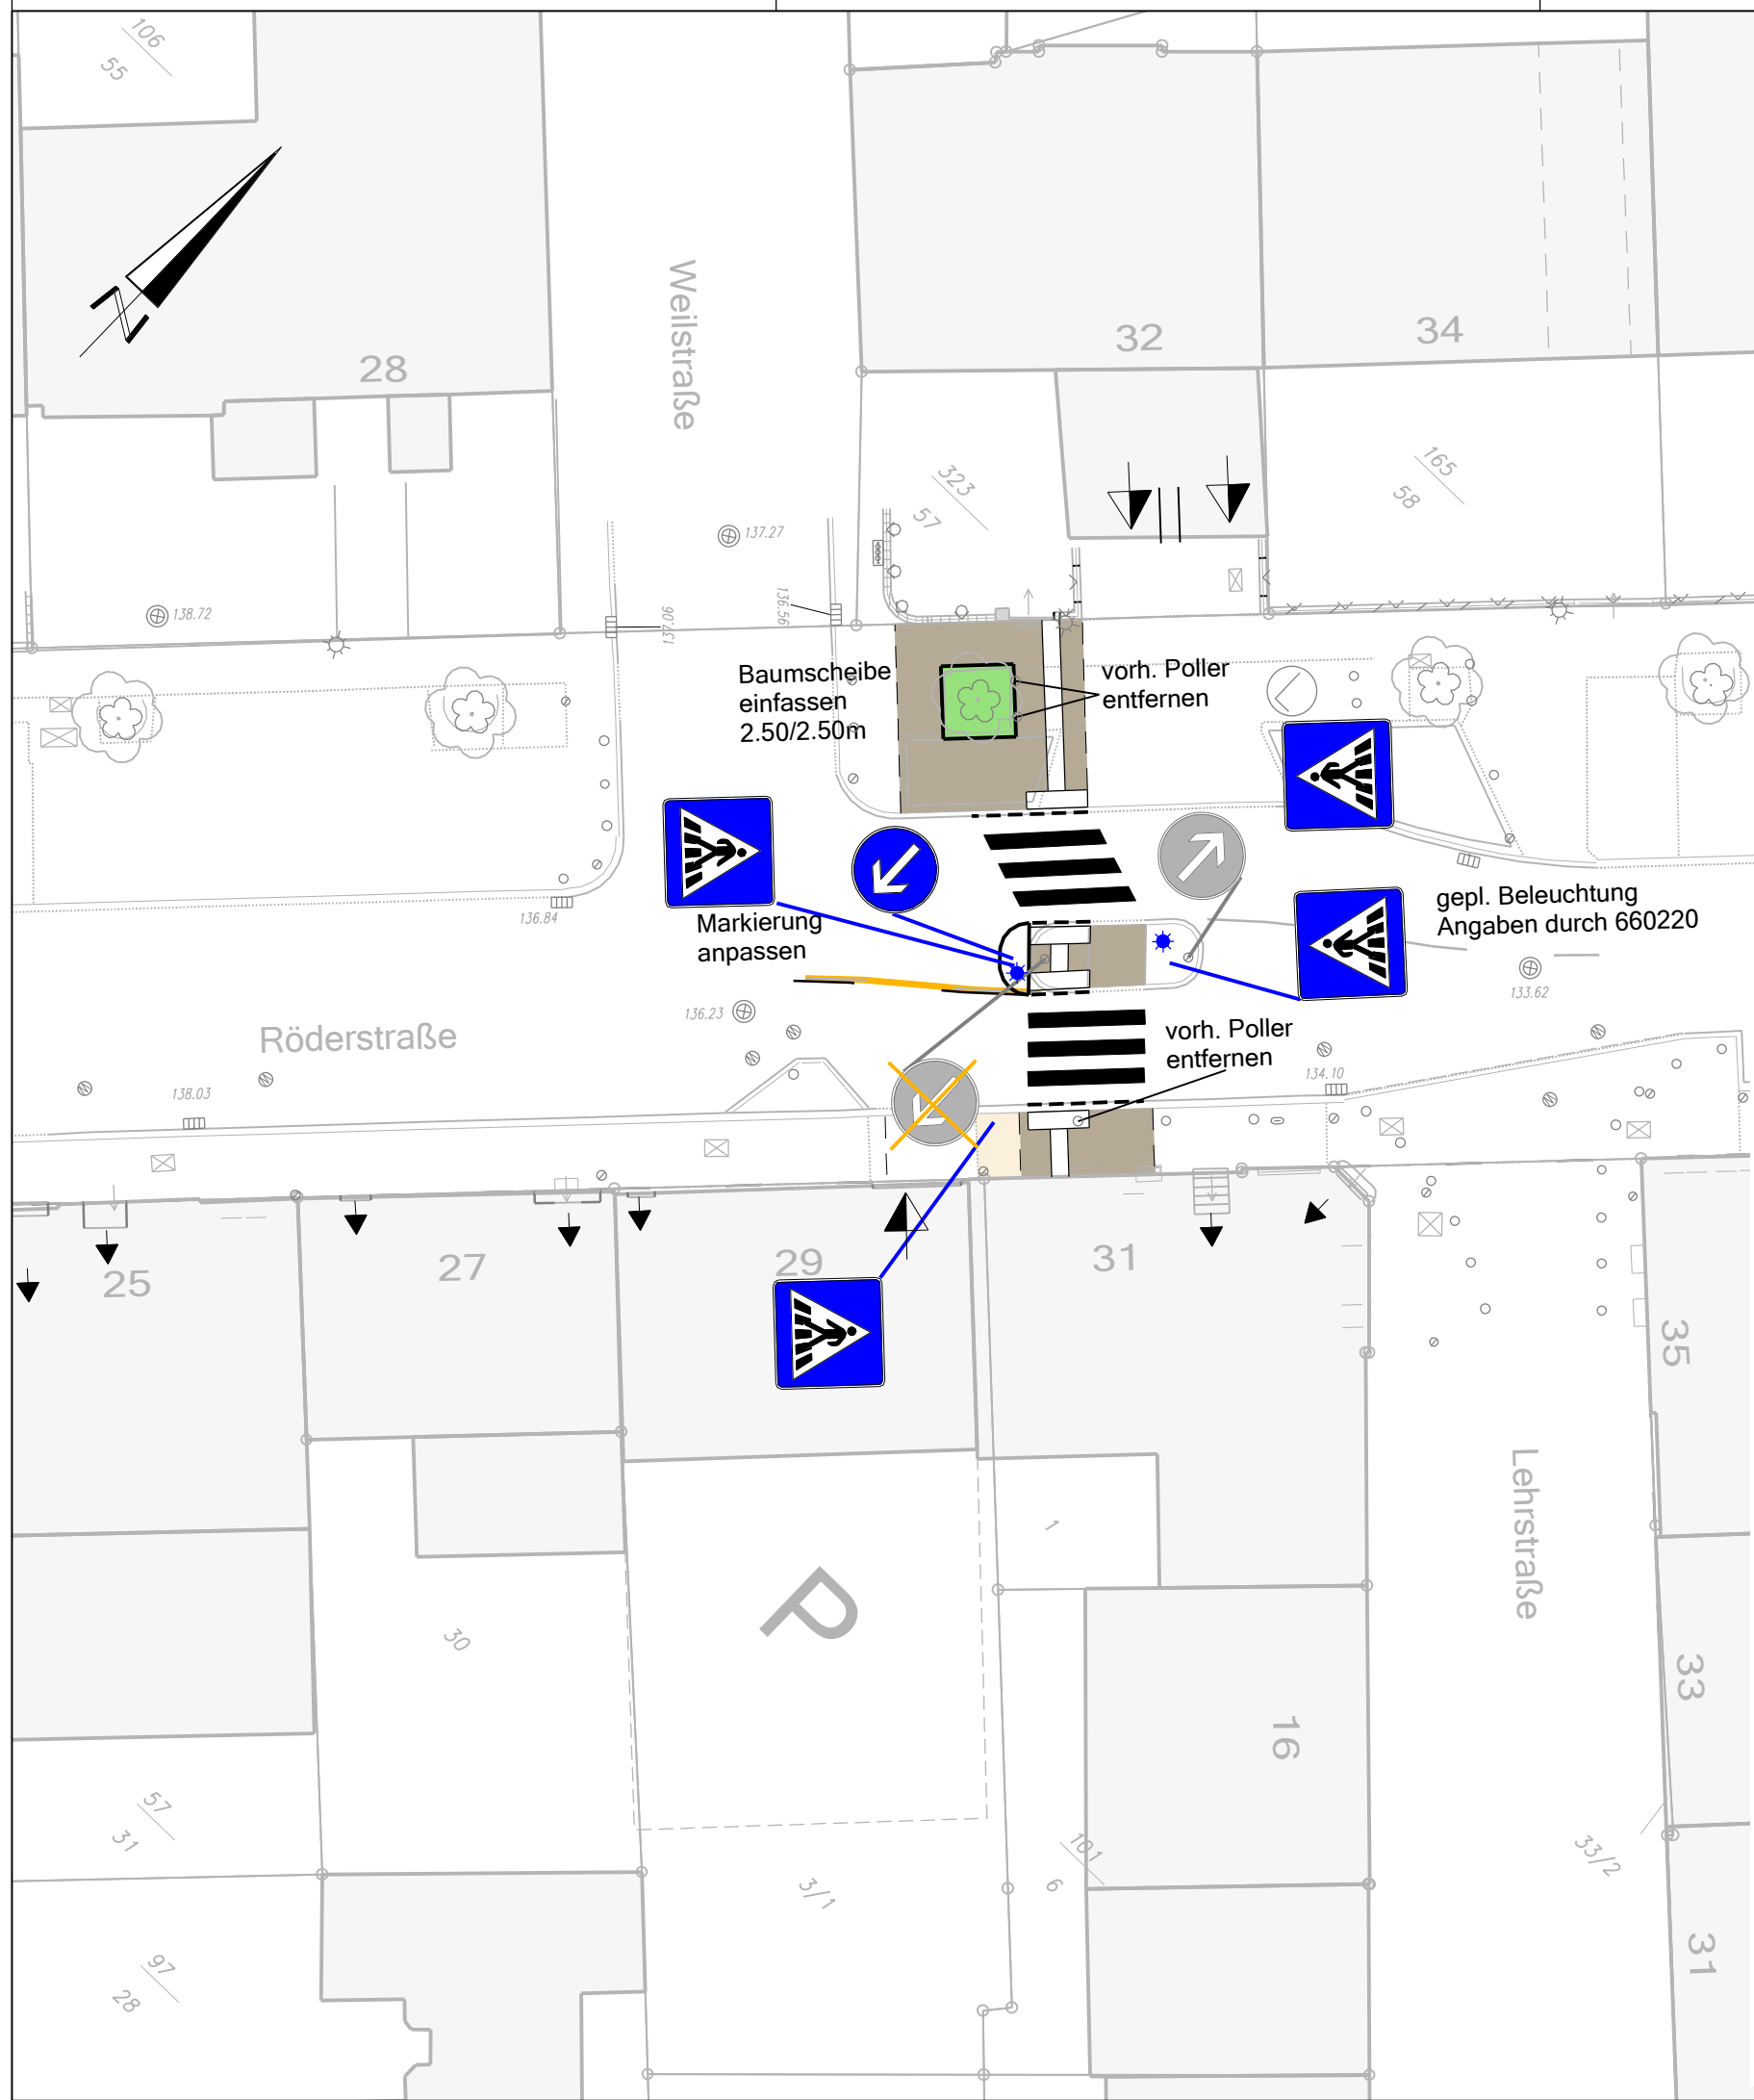 106
55
N
28
Weilstraße
32
34
323
57
165
58
137.27
138.72
137.06
136.56
Baumscheibe
einfassen
2.50/2.50m
vorh. Poller
entfernen
136.84
Markierung
anpassen
gepl. Beleuchtung
Angaben durch 660220
136.23
133.62
Röderstraße
vorh. Poller
entfernen
138.03
134.10
25
27
29
31
35
Lehrstraße
1
P
30
33
16
57
31
101
6
33/2
3/1
97
28
31